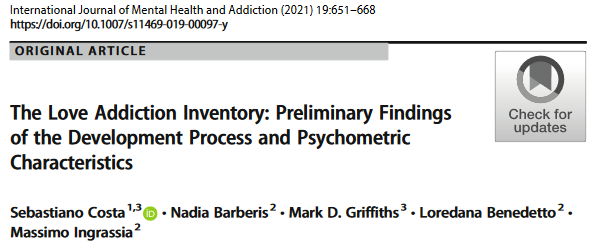 International Journal of Mental Health and Addiction (2021) 19:651–668
https://doi.org/10.1007/s11469-019-00097-y
ORIGINAL ARTICLE
Check for
updates
The Love Addiction Inventory: Preliminary Findings
of the Development Process and Psychometric
Characteristics
Sebastiano Costa 1,3 iD · Nadia Barberis 2 · Mark D. Griffiths 3 · Loredana Benedetto 2 ·
Massimo Ingrassia 2